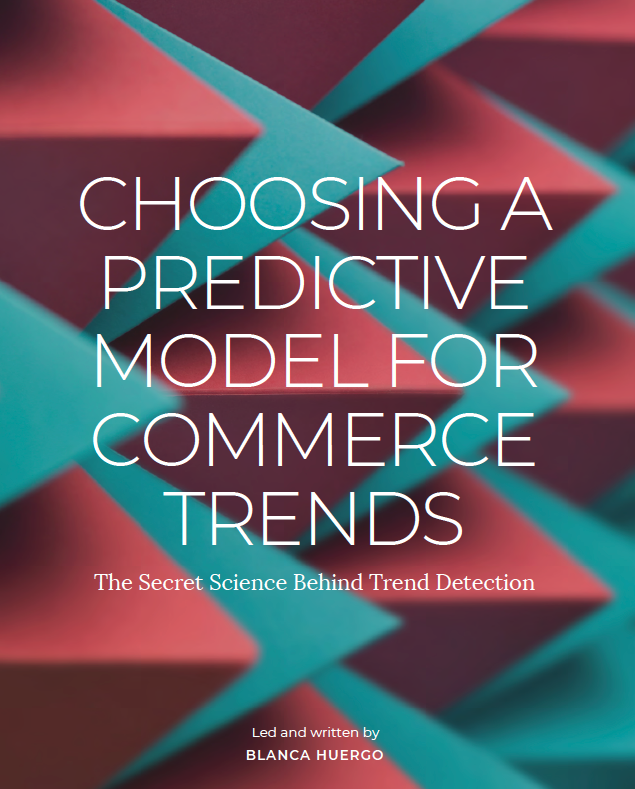 CHOOSING A
PREDICTIVE
MODEL FOR
COMMERCE
TRENDS
The Secret Science Behind Trend Detection
Led and written by
BLANCA HUERGO